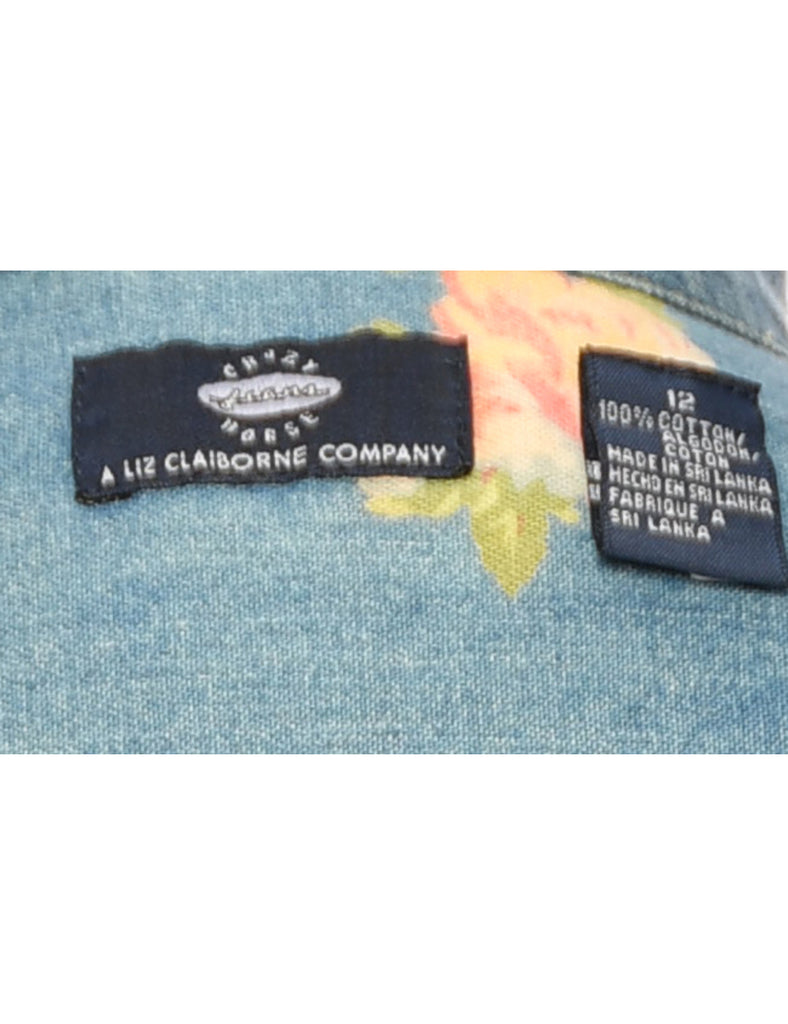 CRAZY
Jeans
HORSE
A LIZ CLAIBORNE COMPANY
12
100% COTTON/
ALGODON/
COTON
MADE IN SRI LANKA
HECHO EN SRI LANKA
FABRIQUE A
SRI LANKA